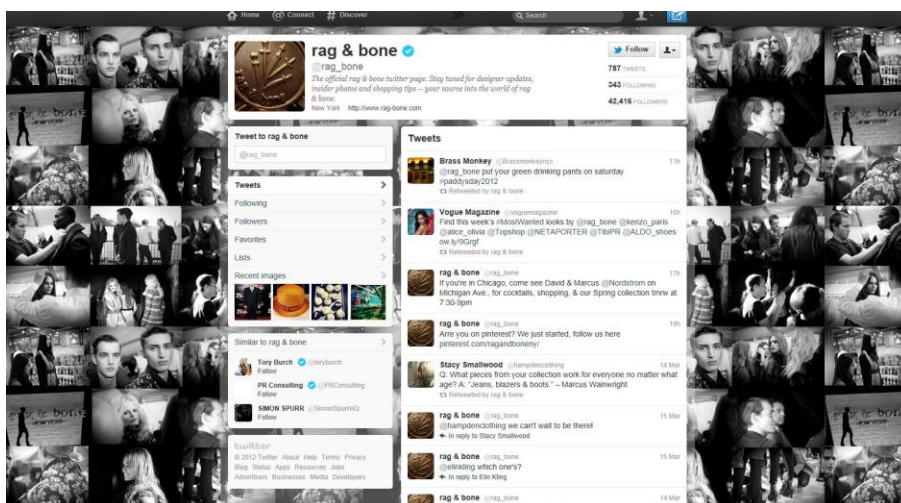 Home @ Connect # Discover
Search
rag & bone
@rag_bone
The official rag & bone twitter page. Stay tuned for designer updates,
insider photos and shopping tips -- your source into the world of rag
& bone.
New York http://www.rag-bone.com
Follow
787 TWEETS
343 FOLLOWING
42,416 FOLLOWERS
Tweet to rag & bone
@rag_bone
Tweets
Following
Followers
Favorites
Lists
Recent images
Similar to rag & bone
Tory Burch @toryburch
Follow
PR Consulting @PRConsulting
Follow
SIMON SPURR @SimonSpurrHQ
Follow
twitter
© 2012 Twitter About Help Terms Privacy
Blog Status Apps Resources Jobs
Advertisers Businesses Media Developers
Tweets
Brass Monkey @Brassmonkeynyc 11h
@rag_bone put your green drinking pants on saturday
#paddysday2012
Retweeted by rag & bone
Vogue Magazine @voguemagazine 16h
Find this week's #MostWanted looks by @rag_bone @kenzo_paris
@alice_olivia @Topshop @NETAPORTER @TibiPR @ALDO_shoes
ow.ly/9Grgf
Retweeted by rag & bone
rag & bone @rag_bone 17h
If you're in Chicago, come see David & Marcus @Nordstrom on
Michigan Ave., for cocktails, shopping, & our Spring collection tmrw at
7:30-9pm
rag & bone @rag_bone 19h
Arre you on pinterest? We just started, follow us here
pinterest.com/ragandbonemy/
Stacy Smallwood @hampdenclothing 14 Mar
Q: What pieces from your collection work for everyone no matter what
age? A: "Jeans, blazers & boots." – Marcus Wainwright
Retweeted by rag & bone
rag & bone @rag_bone 15 Mar
@hampdenclothing we can't wait to be there!
In reply to Stacy Smallwood
rag & bone @rag_bone 15 Mar
@elinkling which one's?
In reply to Elin Kling
rag & bone @rag_bone 14 Mar